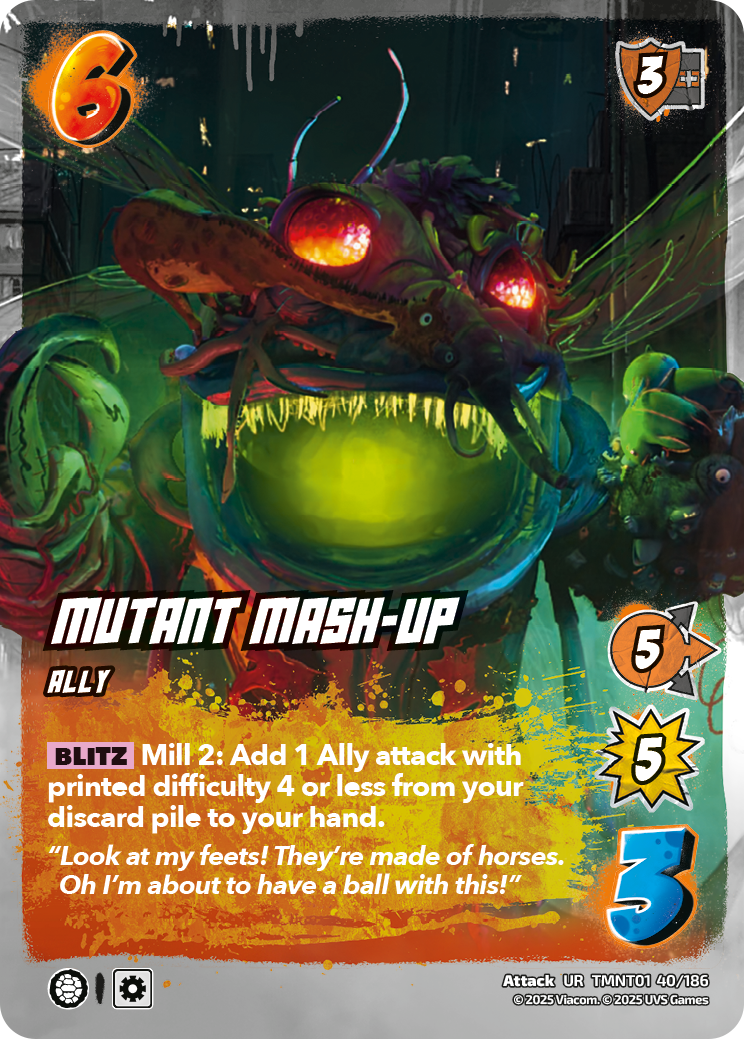 6
3
MUTANT MASH-UP
ALLY
5
BLITZ Mill 2: Add 1 Ally attack with
printed difficulty 4 or less from your
discard pile to your hand.
5
"Look at my feets! They're made of horses.
Oh I'm about to have a ball with this!"
3
Attack UR TMNT01 40/186
©2025 Viacom. ©2025 UVS Games